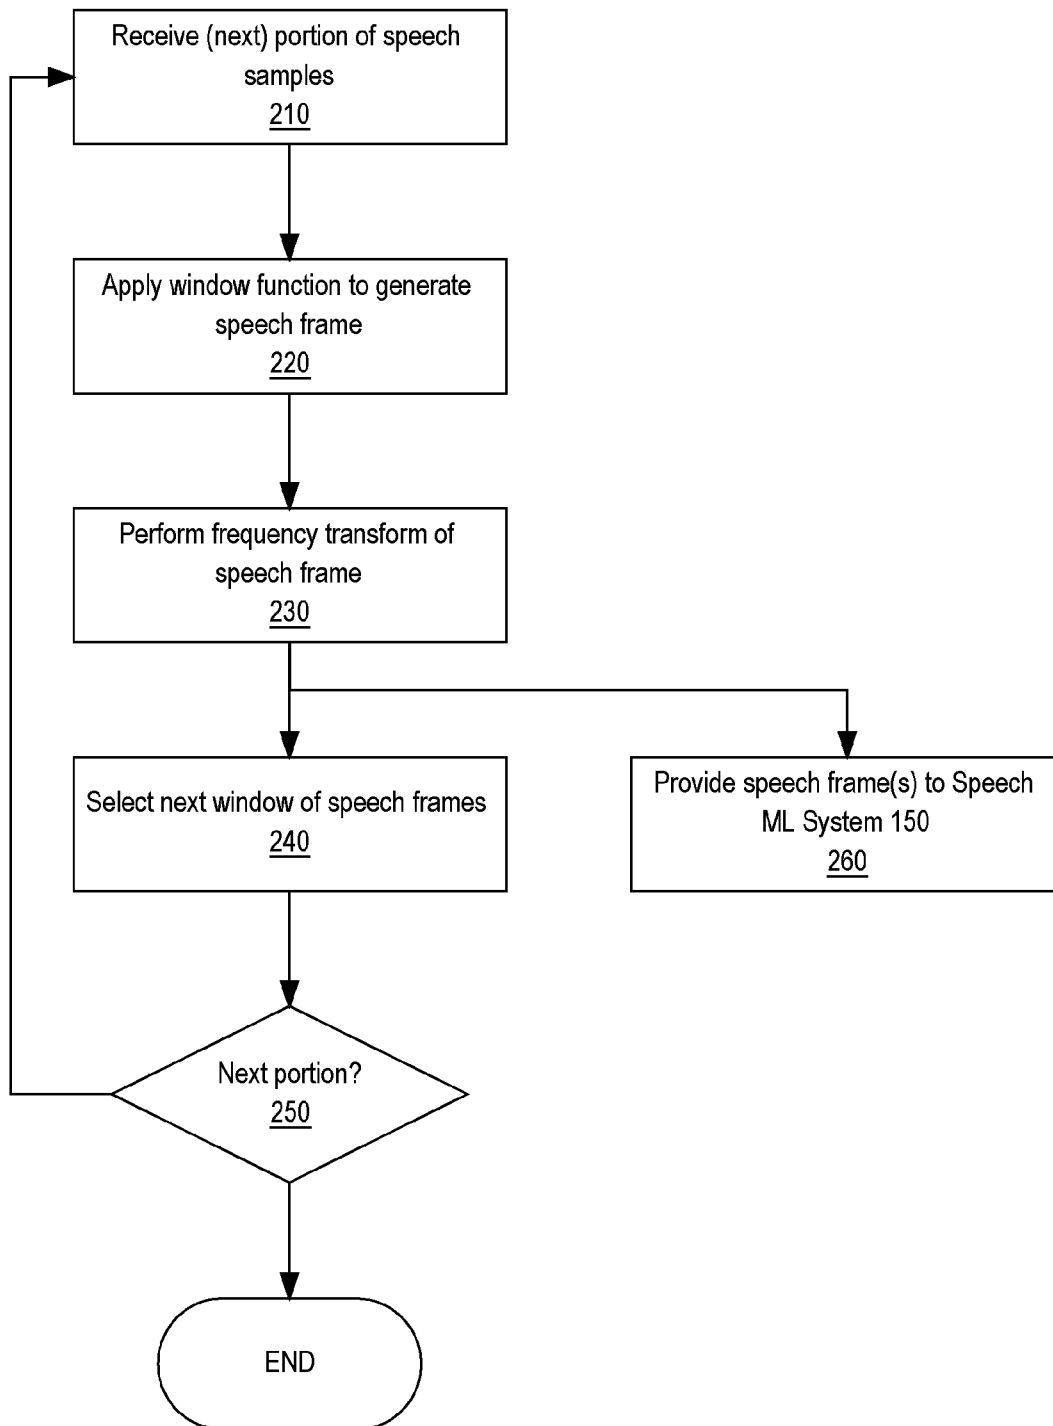 Receive (next) portion of speech
samples
210
Apply window function to generate
speech frame
220
Perform frequency transform of
speech frame
230
Select next window of speech frames
240
Provide speech frame(s) to Speech
ML System 150
260
Next portion?
250
END